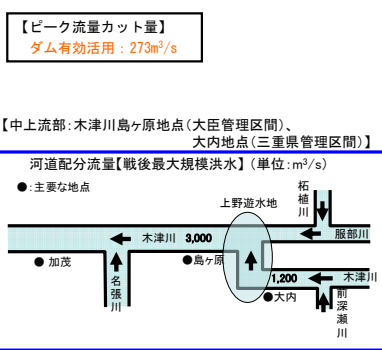 【ピーク流量カット量】
ダム有効活用：273m³/s
【中上流部：木津川島ヶ原地点(大臣管理区間)、
大内地点(三重県管理区間)】
河道配分流量【戦後最大規模洪水】(単位：m³/s)
●：主要な地点
上野遊水地
柘植川
木津川 3,000
服部川
● 加茂
名張川
●島ヶ原
1,200
木津川
●大内
前深瀬川